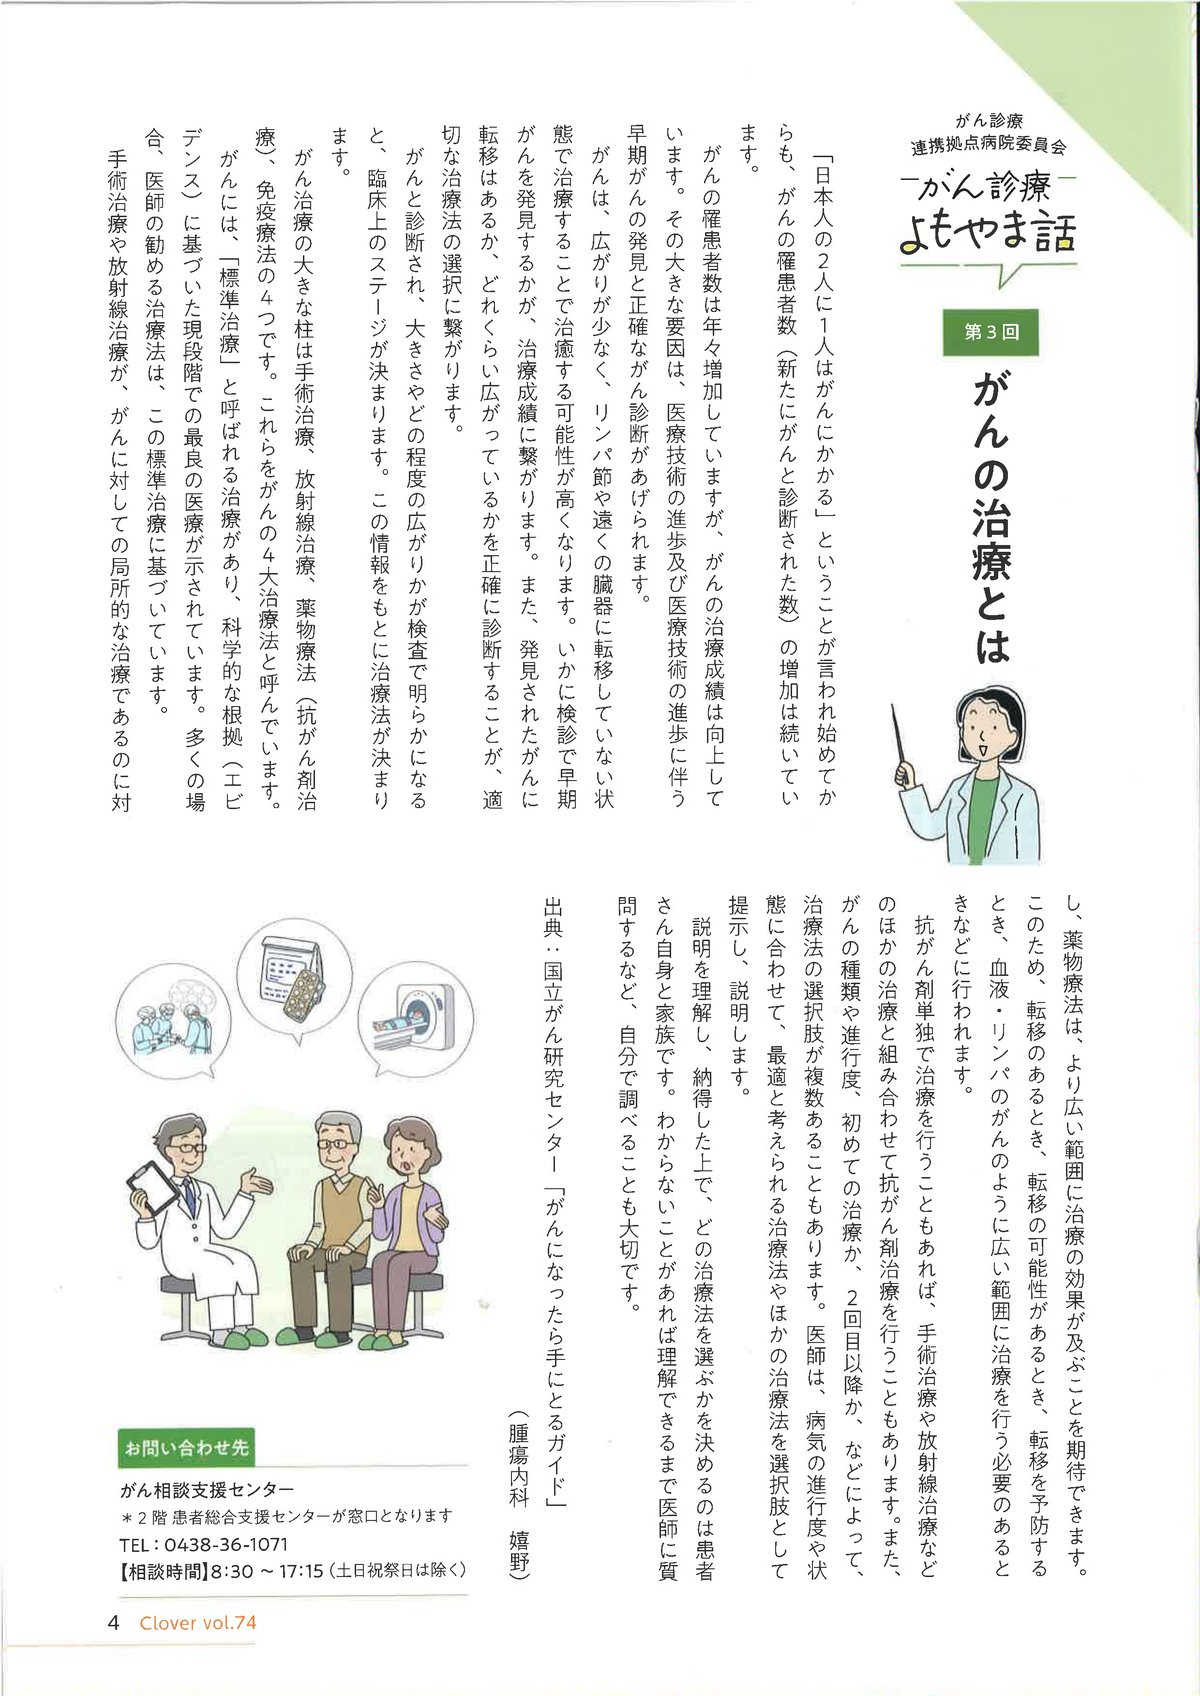 がん診療
連携拠点病院委員会
がん診療
よもやま話
第3回
がんの治療とは
「日本人の2人に1人はがんにかかる」ということが言われ始めてか
らも、がんの罹患者数（新たにがんと診断された数）の増加は続いてい
ます。
がんの罹患者数は年々増加していますが、がんの治療成績は向上して
います。その大きな要因は、医療技術の進歩及び医療技術の進歩に伴う
早期がんの発見と正確ながん診断があげられます。
がんは、広がりが少なく、リンパ節や遠くの臓器に転移していない状
態で治療することで治癒する可能性が高くなります。いかに検診で早期
がんを発見するかが、治療成績に繋がります。また、発見されたがんに
転移はあるか、どれくらい広がっているかを正確に診断することが、適
切な治療法の選択に繋がります。
がんと診断され、大きさやどの程度の広がりかが検査で明らかになる
と、臨床上のステージが決まります。この情報をもとに治療法が決まり
ます。
がん治療の大きな柱は手術治療、放射線治療、薬物療法（抗がん剤治
療）、免疫療法の4つです。これらをがんの4大治療法と呼んでいます。
がんには、「標準治療」と呼ばれる治療があり、科学的な根拠（エビ
デンス）に基づいた現段階での最良の医療が示されています。多くの場
合、医師の勧める治療法は、この標準治療に基づいています。
手術治療や放射線治療が、がんに対しての局所的な治療であるのに対
し、薬物療法は、より広い範囲に治療の効果が及ぶことを期待できます。
このため、転移のあるとき、転移の可能性があるとき、転移を予防する
とき、血液・リンパのがんのように広い範囲に治療を行う必要のあると
きなどに行われます。
抗がん剤単独で治療を行うこともあれば、手術治療や放射線治療など
のほかの治療と組み合わせて抗がん剤治療を行うこともあります。また、
がんの種類や進行度、初めての治療か、2回目以降か、などによって、
治療法の選択肢が複数あることもあります。医師は、病気の進行度や状
態に合わせて、最適と考えられる治療法やほかの治療法を選択肢として
提示し、説明します。
説明を理解し、納得した上で、どの治療法を選ぶかを決めるのは患者
さん自身と家族です。わからないことがあれば理解できるまで医師に質
問するなど、自分で調べることも大切です。
出典：国立がん研究センター「がんになったら手にとるガイド」
（腫瘍内科　嬉野）
お問い合わせ先
がん相談支援センター
＊2階 患者総合支援センターが窓口となります
TEL：0438-36-1071
【相談時間】8:30 ～ 17:15（土日祝祭日は除く）
4 Clover vol.74